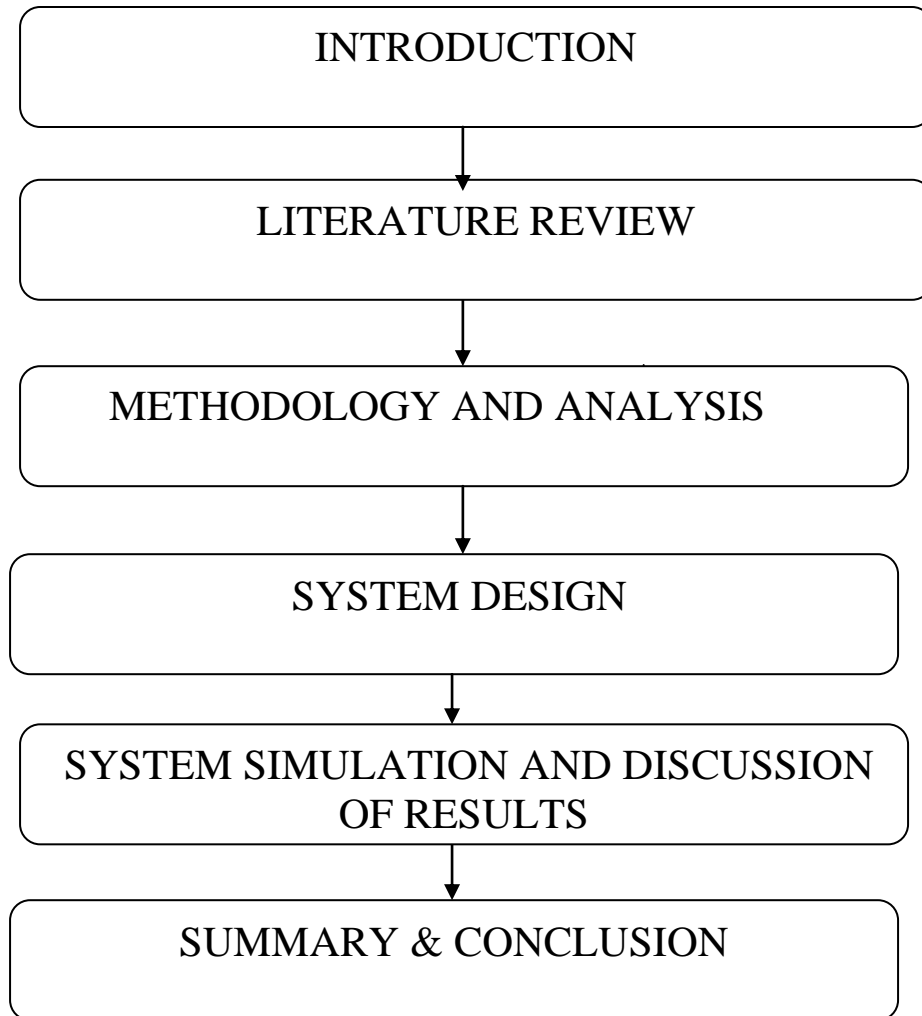 INTRODUCTION
LITERATURE REVIEW
METHODOLOGY AND ANALYSIS
SYSTEM DESIGN
SYSTEM SIMULATION AND DISCUSSION
OF RESULTS
SUMMARY & CONCLUSION